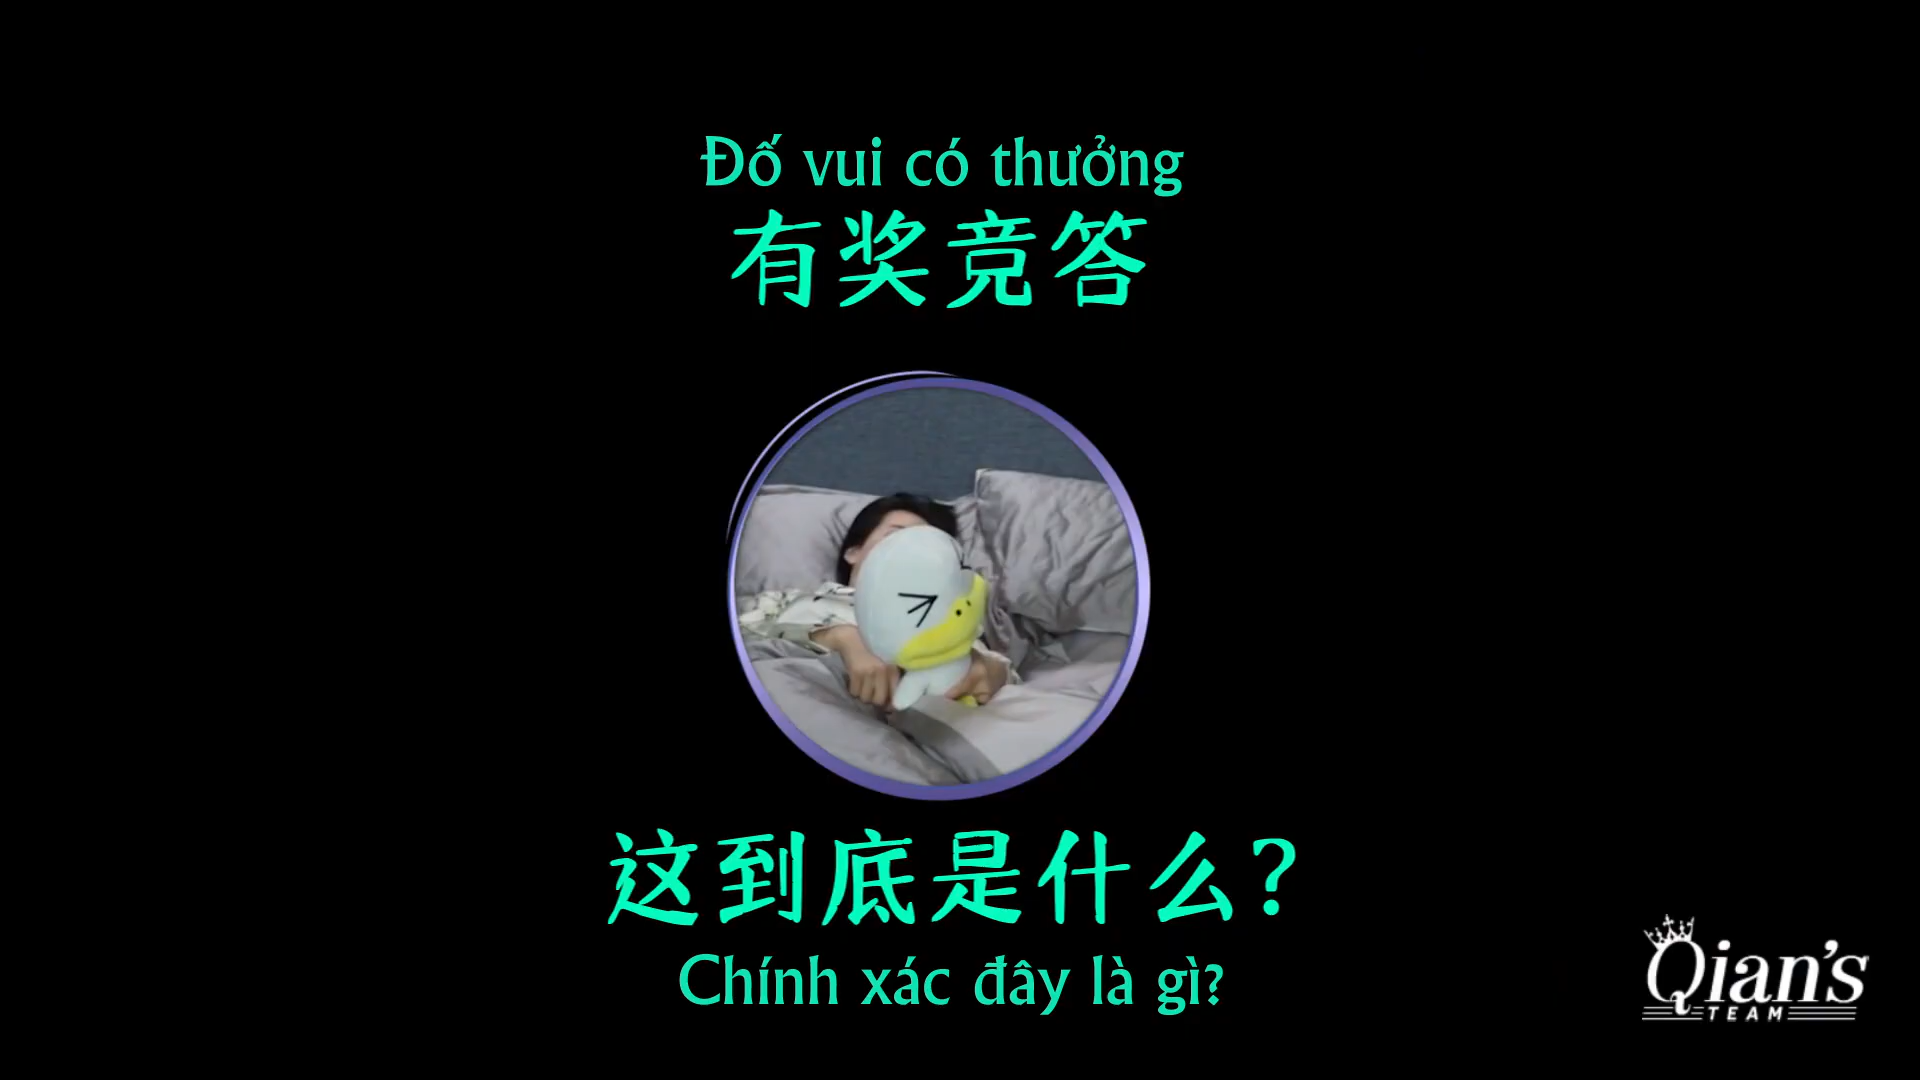 Đố vui có thưởng
有奖竞答
这到底是什么?
Chính xác đây là gì?
Qian's
TEAM